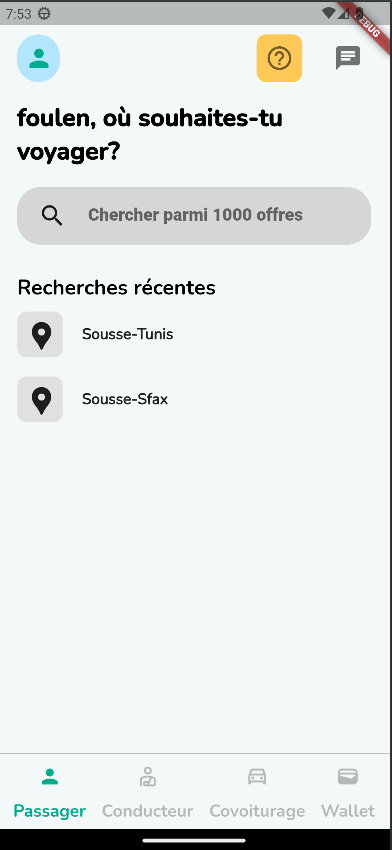 7:53
DEBUG
foulen, où souhaites-tu
voyager?
Chercher parmi 1000 offres
Recherches récentes
Sousse-Tunis
Sousse-Sfax
Passager Conducteur Covoiturage Wallet